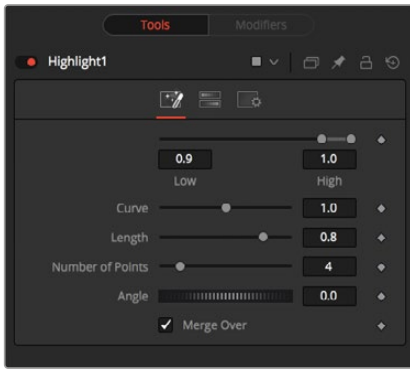 Tools Modifiers
Highlight1
0.9 1.0
Low High
Curve 1.0
Length 0.8
Number of Points 4
Angle 0.0
Merge Over